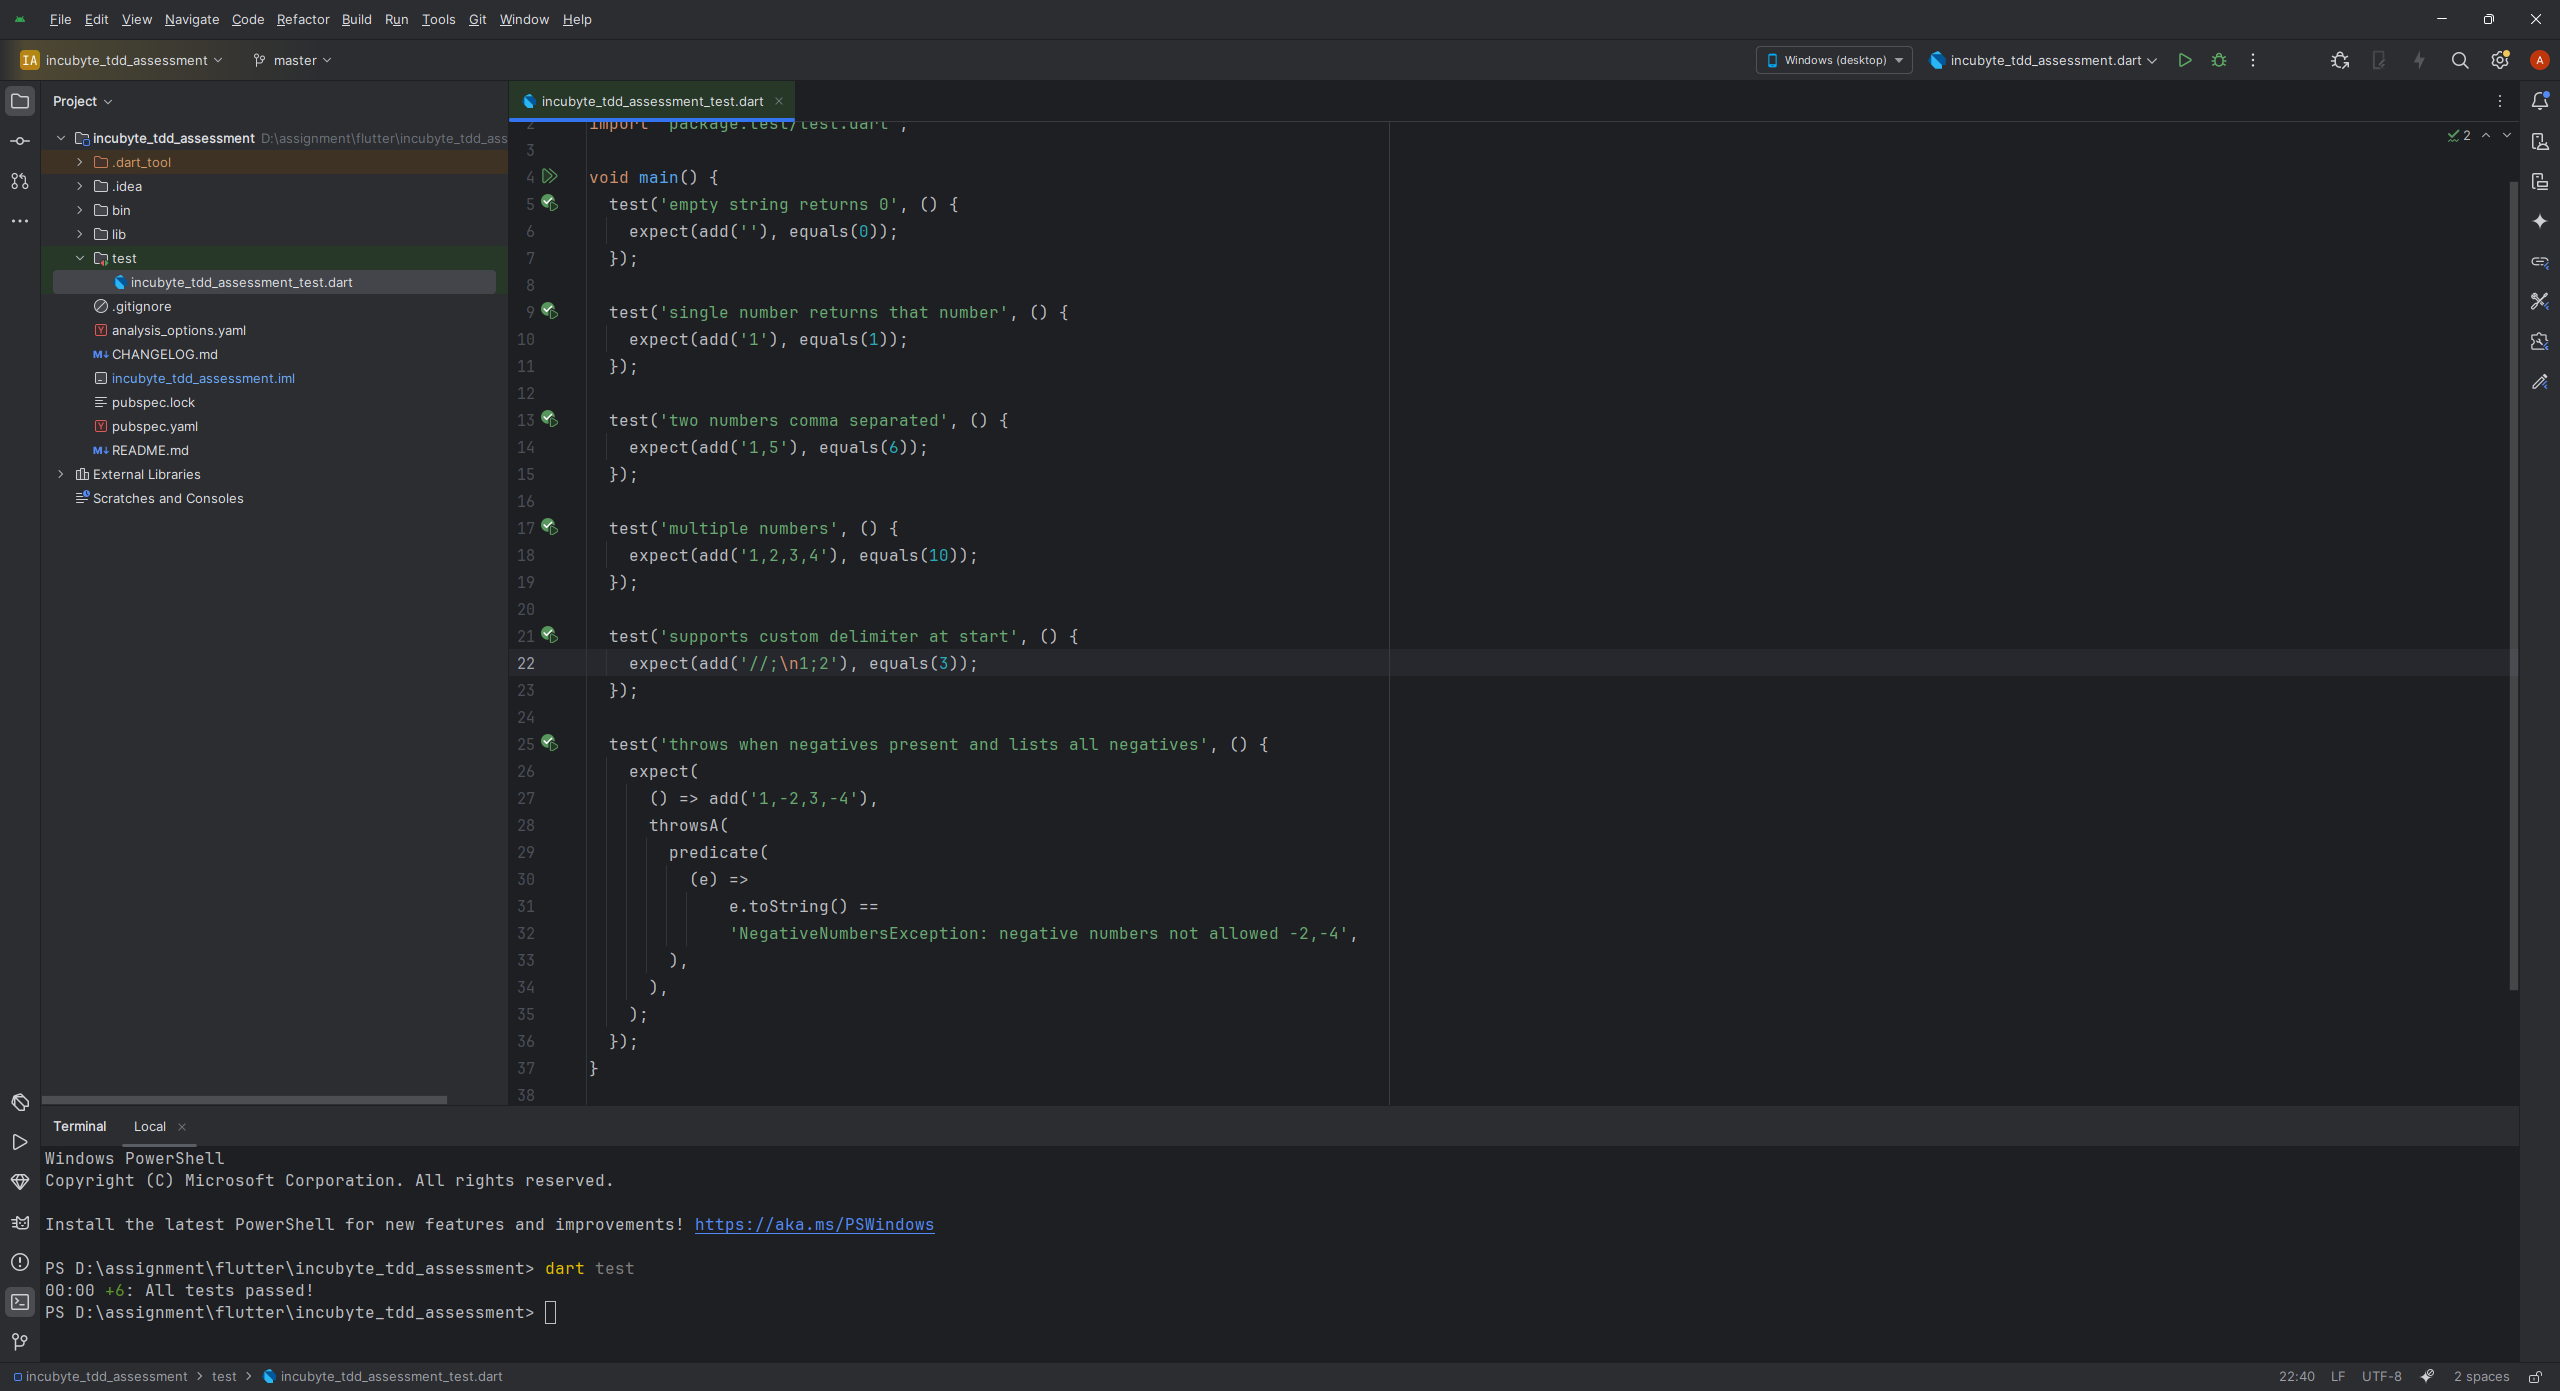 File Edit View Navigate Code Refactor Build Run Tools Git Window Help
IA incubyte_tdd_assessment master Windows (desktop) incubyte_tdd_assessment.dart A
Project
incubyte_tdd_assessment D:\assignment\flutter\incubyte_tdd_ass
.dart_tool
.idea
bin
lib
test
incubyte_tdd_assessment_test.dart
.gitignore
analysis_options.yaml
CHANGELOG.md
incubyte_tdd_assessment.iml
pubspec.lock
pubspec.yaml
README.md
External Libraries
Scratches and Consoles
incubyte_tdd_assessment_test.dart
2
2 import 'package:test/test.dart';
3
4 void main() {
5   test('empty string returns 0', () {
6     expect(add(''), equals(0));
7   });
8
9   test('single number returns that number', () {
10     expect(add('1'), equals(1));
11   });
12
13   test('two numbers comma separated', () {
14     expect(add('1,5'), equals(6));
15   });
16
17   test('multiple numbers', () {
18     expect(add('1,2,3,4'), equals(10));
19   });
20
21   test('supports custom delimiter at start', () {
22     expect(add('//;\n1;2'), equals(3));
23   });
24
25   test('throws when negatives present and lists all negatives', () {
26     expect(
27       () => add('1,-2,3,-4'),
28       throwsA(
29         predicate(
30           (e) =>
31               e.toString() ==
32               'NegativeNumbersException: negative numbers not allowed -2,-4',
33         ),
34       ),
35     );
36   });
37 }
38
Terminal Local
Windows PowerShell
Copyright (C) Microsoft Corporation. All rights reserved.
Install the latest PowerShell for new features and improvements! https://aka.ms/PSWindows
PS D:\assignment\flutter\incubyte_tdd_assessment> dart test
00:00 +6: All tests passed!
PS D:\assignment\flutter\incubyte_tdd_assessment>
incubyte_tdd_assessment > test > incubyte_tdd_assessment_test.dart 22:40 LF UTF-8 2 spaces